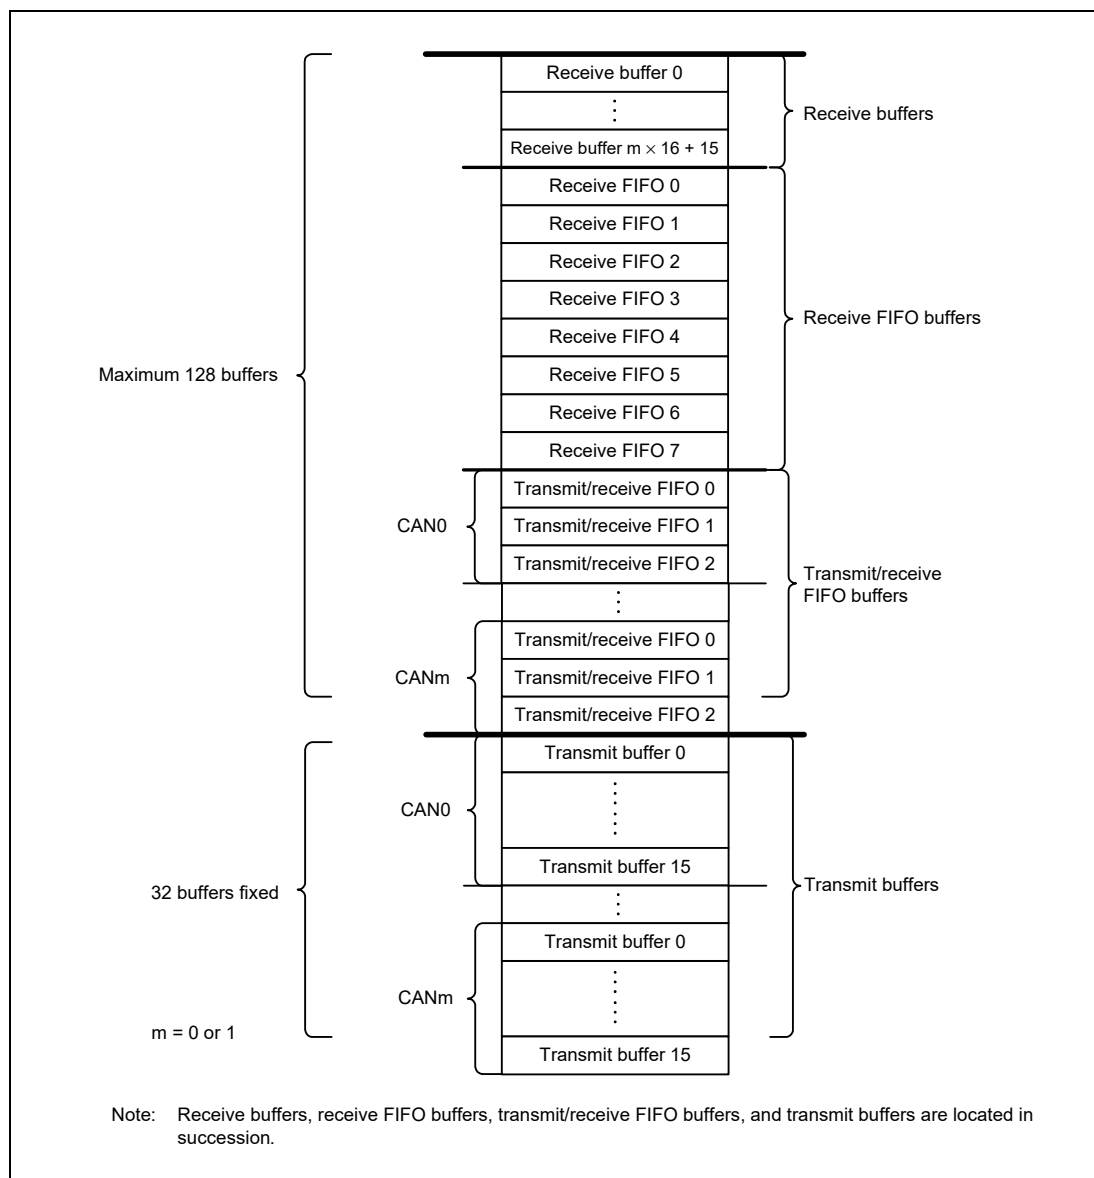 Receive buffer 0
Receive buffers
Receive buffer m × 16 + 15
Receive FIFO 0
Receive FIFO 1
Receive FIFO 2
Receive FIFO 3
Receive FIFO buffers
Receive FIFO 4
Maximum 128 buffers
Receive FIFO 5
Receive FIFO 6
Receive FIFO 7
Transmit/receive FIFO 0
CAN0
Transmit/receive FIFO 1
Transmit/receive FIFO 2
Transmit/receive
FIFO buffers
Transmit/receive FIFO 0
CANm
Transmit/receive FIFO 1
Transmit/receive FIFO 2
Transmit buffer 0
CAN0
Transmit buffer 15
Transmit buffers
32 buffers fixed
Transmit buffer 0
CANm
m = 0 or 1
Transmit buffer 15
Note: Receive buffers, receive FIFO buffers, transmit/receive FIFO buffers, and transmit buffers are located in
succession.